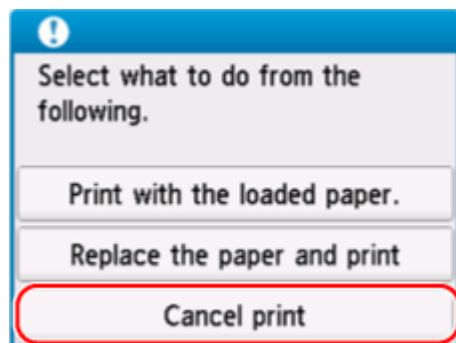 Select what to do from the
following.
Print with the loaded paper.
Replace the paper and print
Cancel print